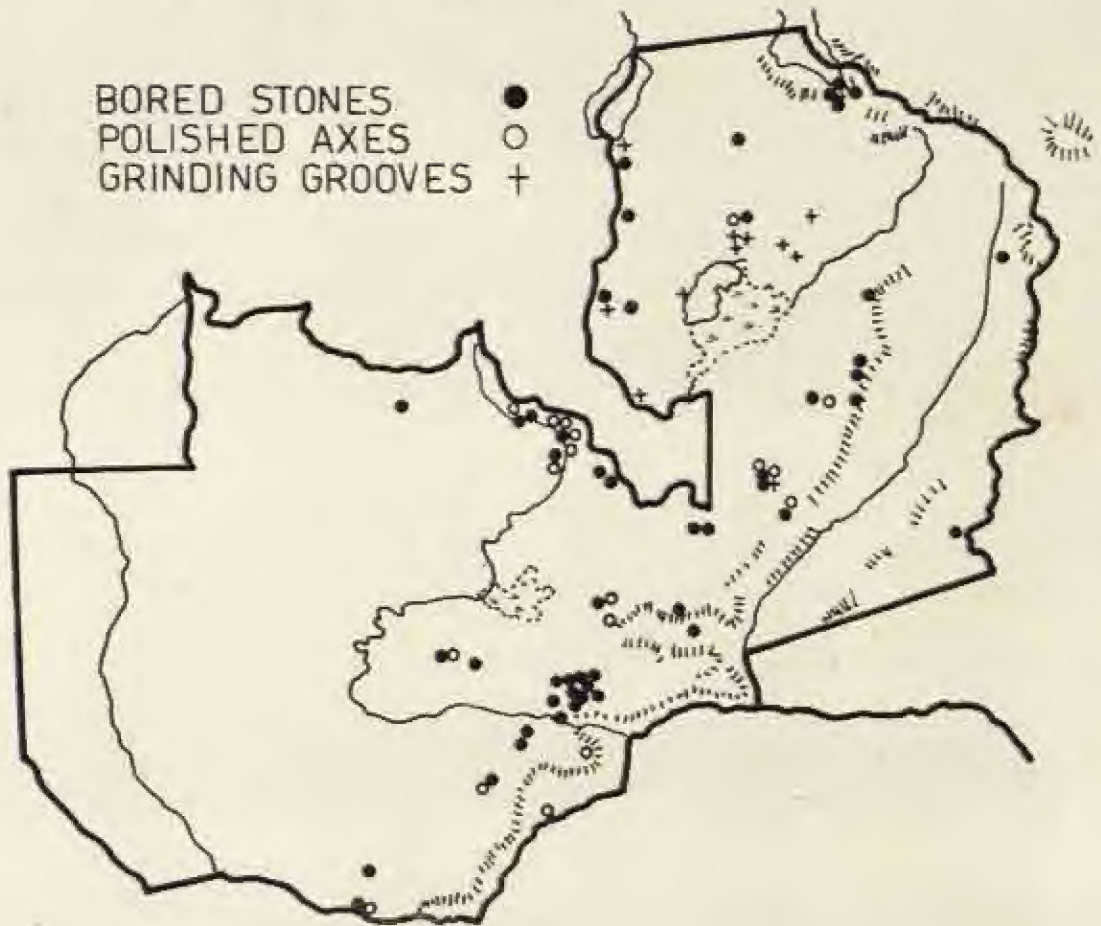 BORED STONES ●
POLISHED AXES ○
GRINDING GROOVES +